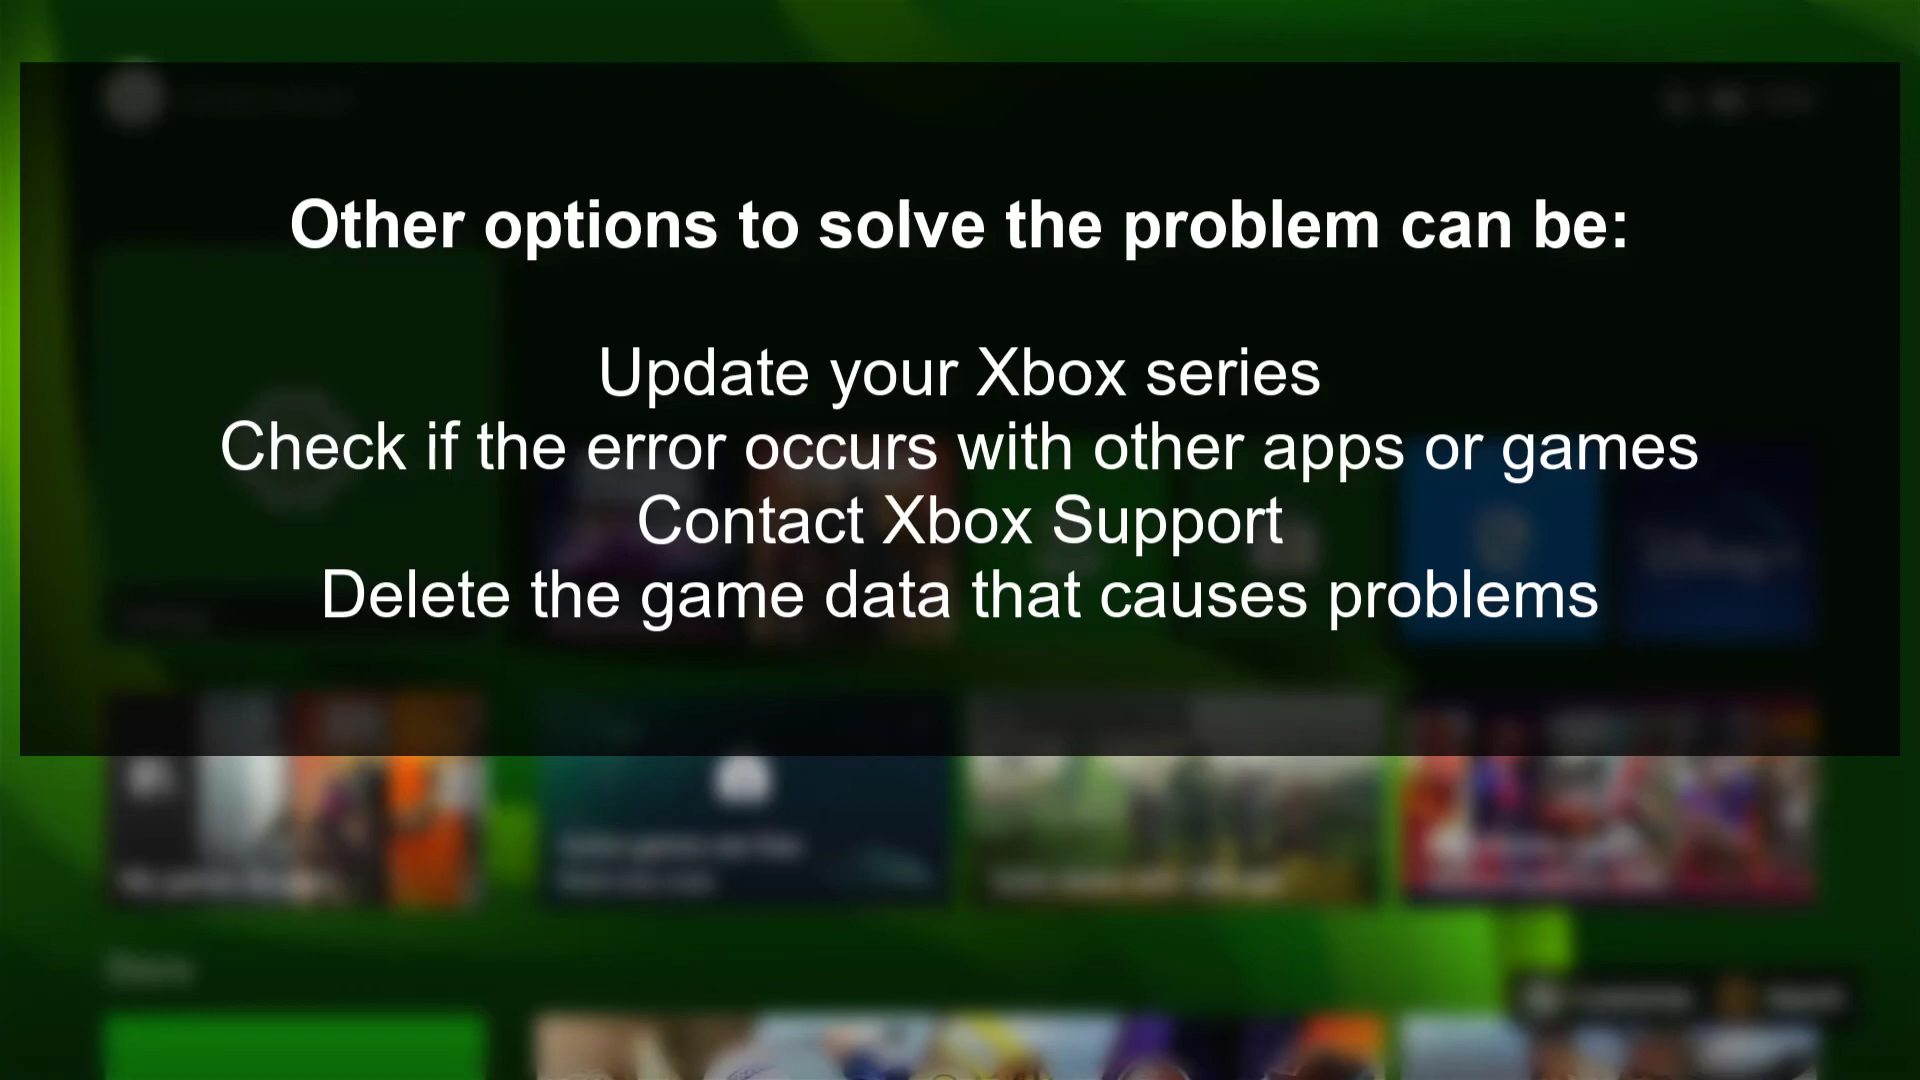 Other options to solve the problem can be:
Update your Xbox series
Check if the error occurs with other apps or games
Contact Xbox Support
Delete the game data that causes problems